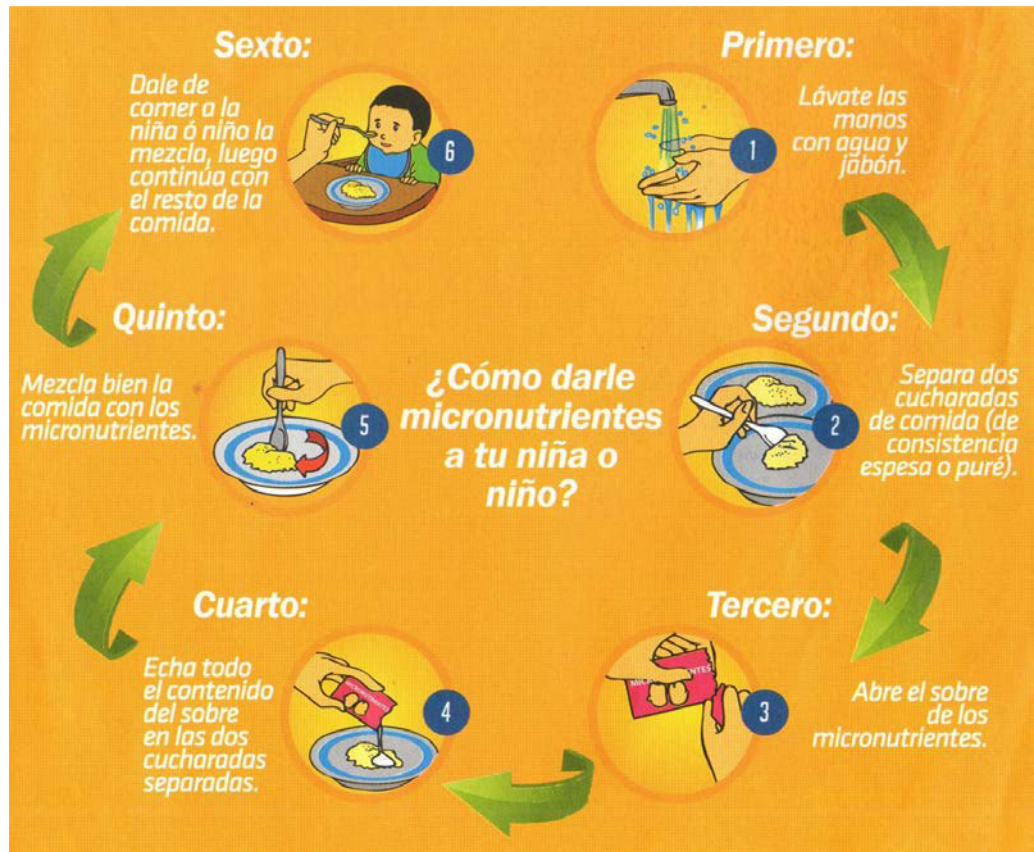 ¿Cómo darle
micronutrientes
a tu niña o
niño?
Primero:
Lávate las
manos
con agua y
jabón.
1
Segundo:
Separa dos
cucharadas
de comida (de
consistencia
espesa o puré).
2
Tercero:
Abre el sobre
de los
micronutrientes.
3
Cuarto:
Echa todo
el contenido
del sobre
en las dos
cucharadas
separadas.
MICRONUTRIENTES
4
Quinto:
Mezcla bien la
comida con los
micronutrientes.
5
Sexto:
Dale de
comer a la
niña ó niño la
mezcla, luego
continúa con
el resto de la
comida.
6